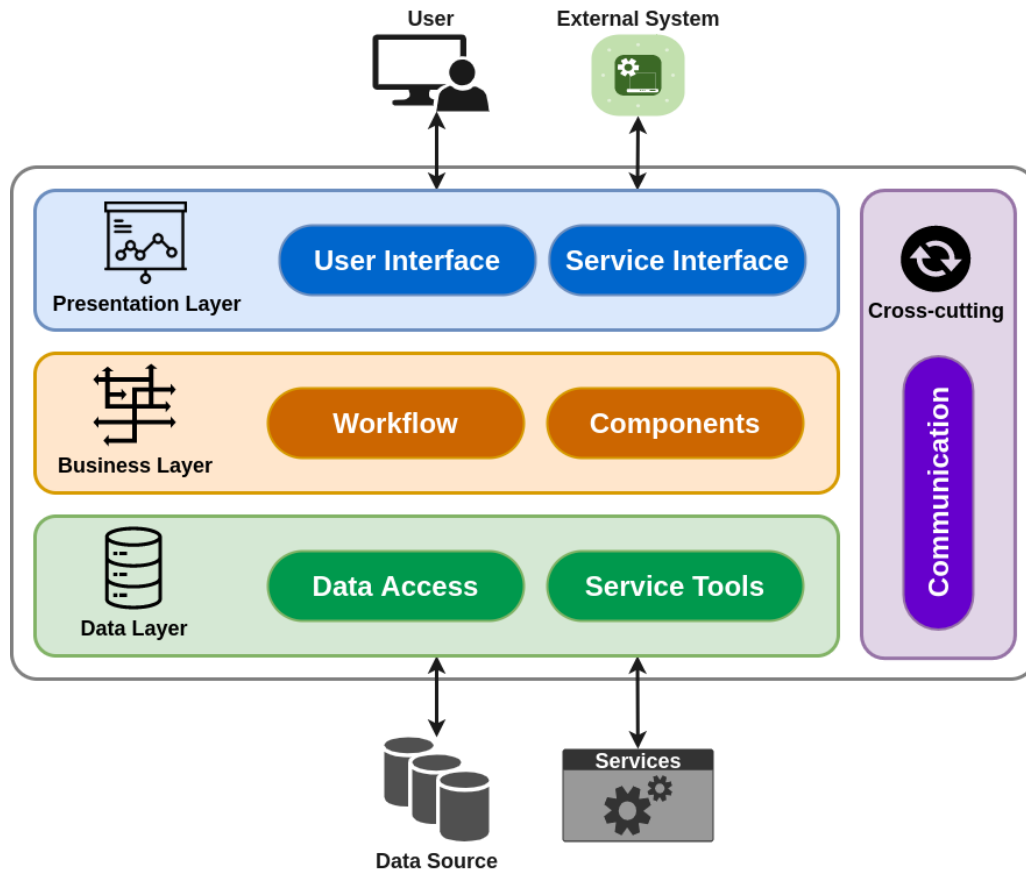 User
External System
User Interface
Service Interface
Presentation Layer
Cross-cutting
Workflow
Components
Business Layer
Communication
Data Access
Service Tools
Data Layer
Services
Data Source